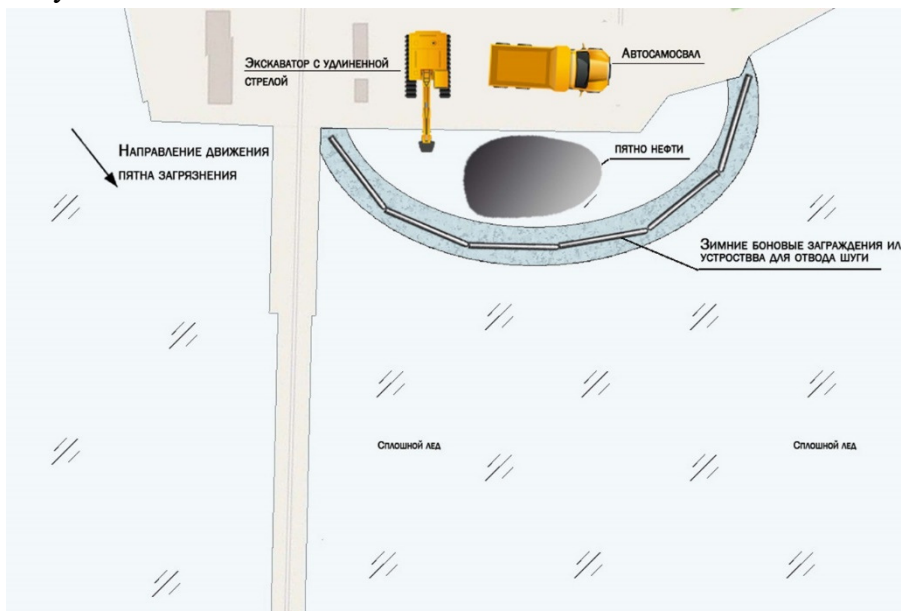 Экскаватор с удлиненной
стрелой
Автосамосвал
Направление движения
пятна загрязнения
пятно нефти
Зимние боновые заграждения ил
устроствва для отвода шуги
Сплошной лед
Сплошной лед